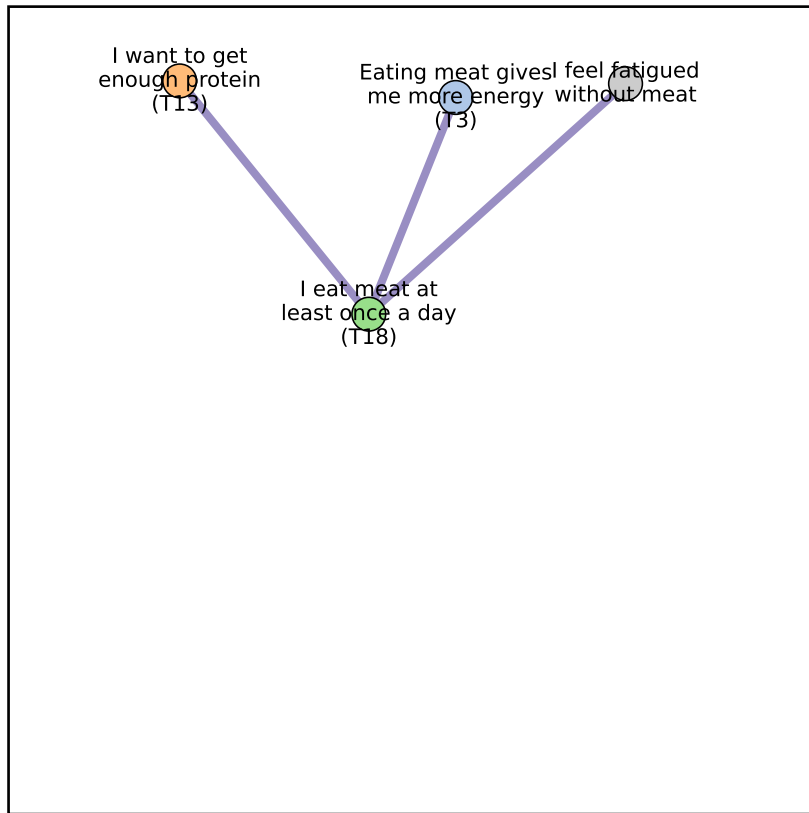 I want to get
enough protein
(T13)
Eating meat gives
me more energy
(T3)
I feel fatigued
without meat
I eat meat at
least once a day
(T18)